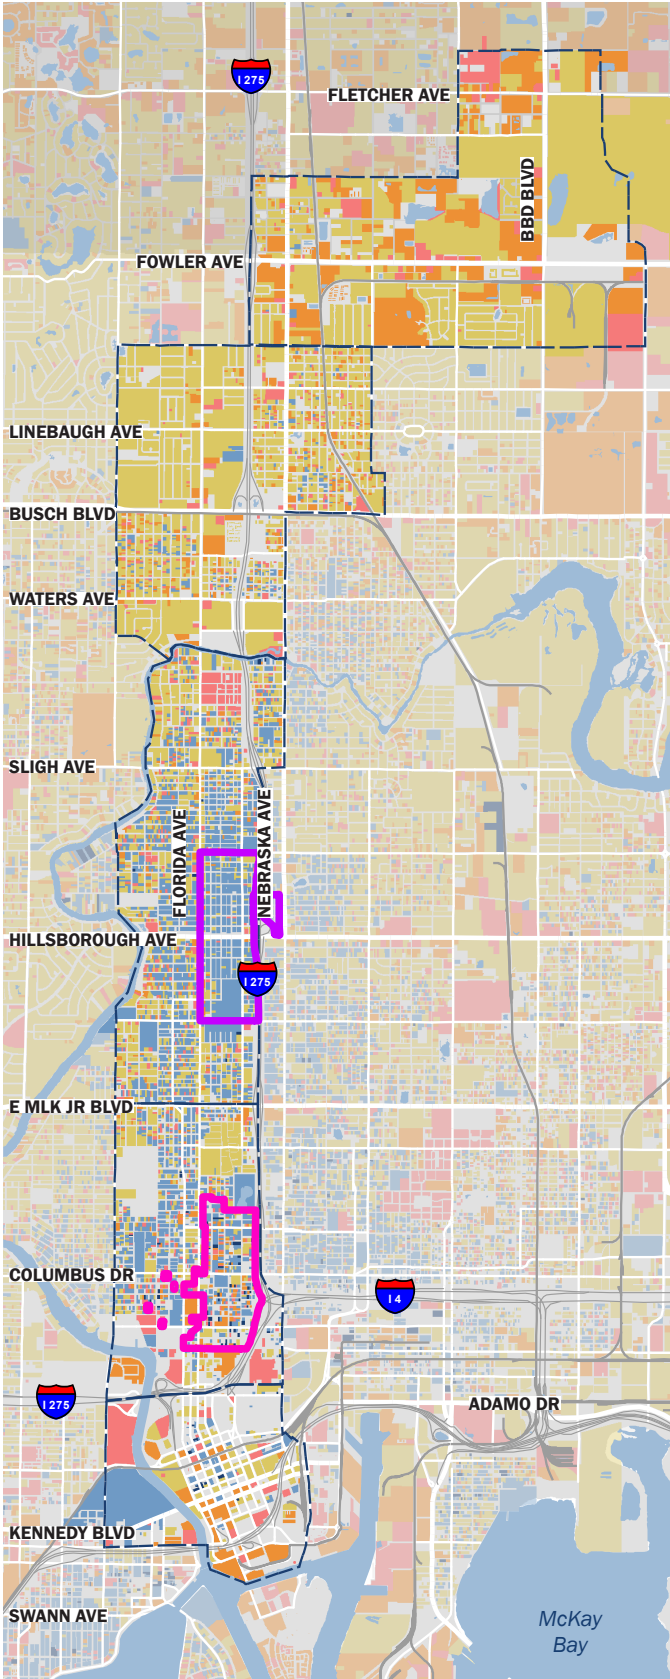 I 275
FLETCHER AVE
BBD BLVD
FOWLER AVE
LINEBAUGH AVE
BUSCH BLVD
WATERS AVE
SLIGH AVE
FLORIDA AVE
NEBRASKA AVE
HILLSBOROUGH AVE
I 275
E MLK JR BLVD
COLUMBUS DR
I 4
I 275
ADAMO DR
KENNEDY BLVD
SWANN AVE
McKay
Bay